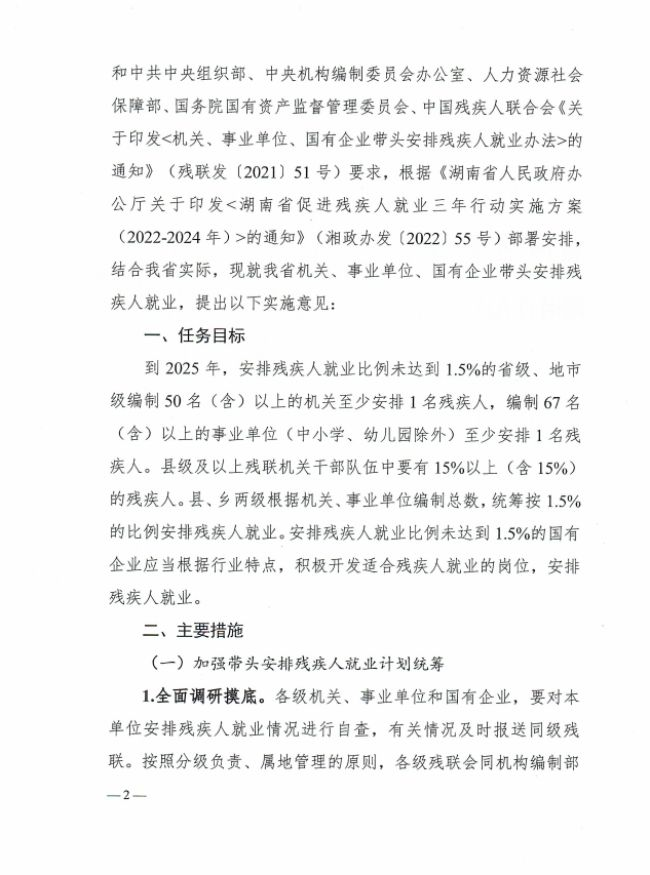 和中共中央组织部、中央机构编制委员会办公室、人力资源社会
保障部、国务院国有资产监督管理委员会、中国残疾人联合会《关
于印发<机关、事业单位、国有企业带头安排残疾人就业办法>的
通知》（残联发〔2021〕51号）要求，根据《湖南省人民政府办
公厅关于印发<湖南省促进残疾人就业三年行动实施方案
（2022-2024年）>的通知》（湘政办发〔2022〕55号）部署安排，
结合我省实际，现就我省机关、事业单位、国有企业带头安排残
疾人就业，提出以下实施意见：
一、任务目标
到2025年，安排残疾人就业比例未达到1.5%的省级、地市
级编制50名（含）以上的机关至少安排1名残疾人，编制67名
（含）以上的事业单位（中小学、幼儿园除外）至少安排1名残
疾人。县级及以上残联机关干部队伍中要有15%以上（含15%）
的残疾人。县、乡两级根据机关、事业单位编制总数，统筹按1.5%
的比例安排残疾人就业。安排残疾人就业比例未达到1.5%的国有
企业应当根据行业特点，积极开发适合残疾人就业的岗位，安排
残疾人就业。
二、主要措施
（一）加强带头安排残疾人就业计划统筹
1.全面调研摸底。各级机关、事业单位和国有企业，要对本
单位安排残疾人就业情况进行自查，有关情况及时报送同级残
联。按照分级负责、属地管理的原则，各级残联会同机构编制部
—2—